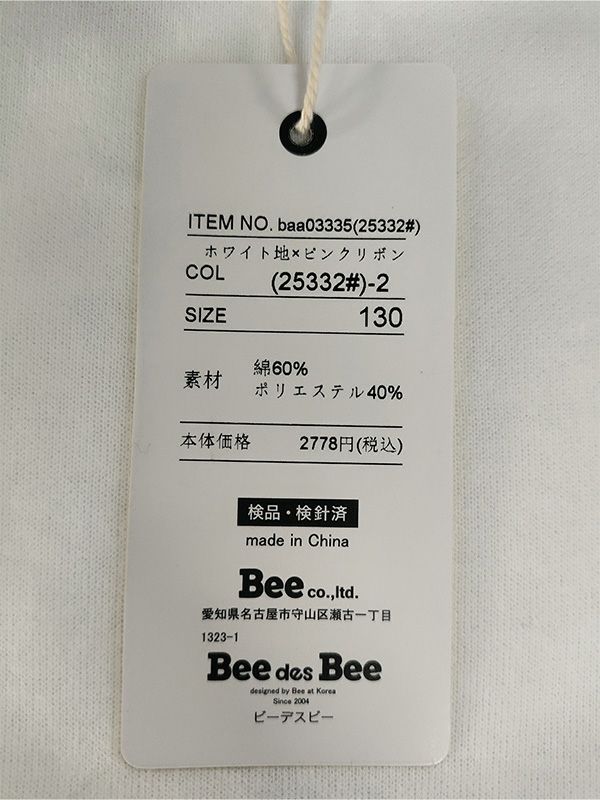 ITEM NO. baa03335(25332#)
ホワイト地×ピンクリボン
COL (25332#)-2
SIZE 130
素材 綿60%
ポリエステル40%
本体価格 2778円(税込)
検品・検針済
made in China
Bee co.,ltd.
愛知県名古屋市守山区瀬古一丁目
1323-1
Bee des Bee
designed by Bee at Korea
Since 2004
ビーデスビー